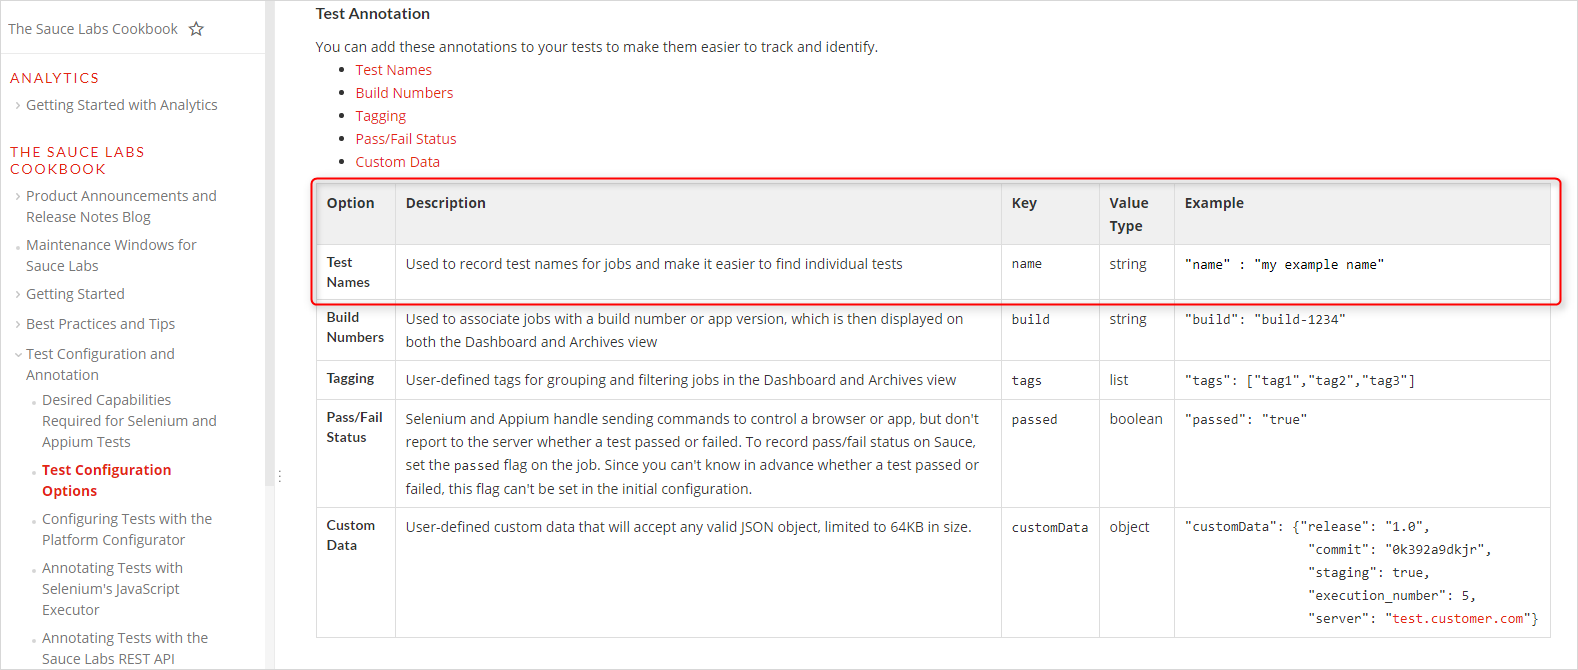 The Sauce Labs Cookbook
ANALYTICS
Getting Started with Analytics
THE SAUCE LABS
COOKBOOK
Product Announcements and
Release Notes Blog
Maintenance Windows for
Sauce Labs
Getting Started
Best Practices and Tips
Test Configuration and
Annotation
Desired Capabilities
Required for Selenium and
Appium Tests
Test Configuration
Options
Configuring Tests with the
Platform Configurator
Annotating Tests with
Selenium's JavaScript
Executor
Annotating Tests with the
Sauce Labs REST API
Test Annotation
You can add these annotations to your tests to make them easier to track and identify.
Test Names
Build Numbers
Tagging
Pass/Fail Status
Custom Data
Option Description Key Value Type Example
Test Names Used to record test names for jobs and make it easier to find individual tests name string "name" : "my example name"
Build Numbers Used to associate jobs with a build number or app version, which is then displayed on build string "build": "build-1234"
both the Dashboard and Archives view
Tagging User-defined tags for grouping and filtering jobs in the Dashboard and Archives view tags list "tags": ["tag1","tag2","tag3"]
Pass/Fail Status Selenium and Appium handle sending commands to control a browser or app, but don't passed boolean "passed": "true"
report to the server whether a test passed or failed. To record pass/fail status on Sauce,
set the passed flag on the job. Since you can't know in advance whether a test passed or
failed, this flag can't be set in the initial configuration.
Custom Data User-defined custom data that will accept any valid JSON object, limited to 64KB in size. customData object "customData": {"release": "1.0",
"commit": "0k392a9dkjr",
"staging": true,
"execution_number": 5,
"server": "test.customer.com"}